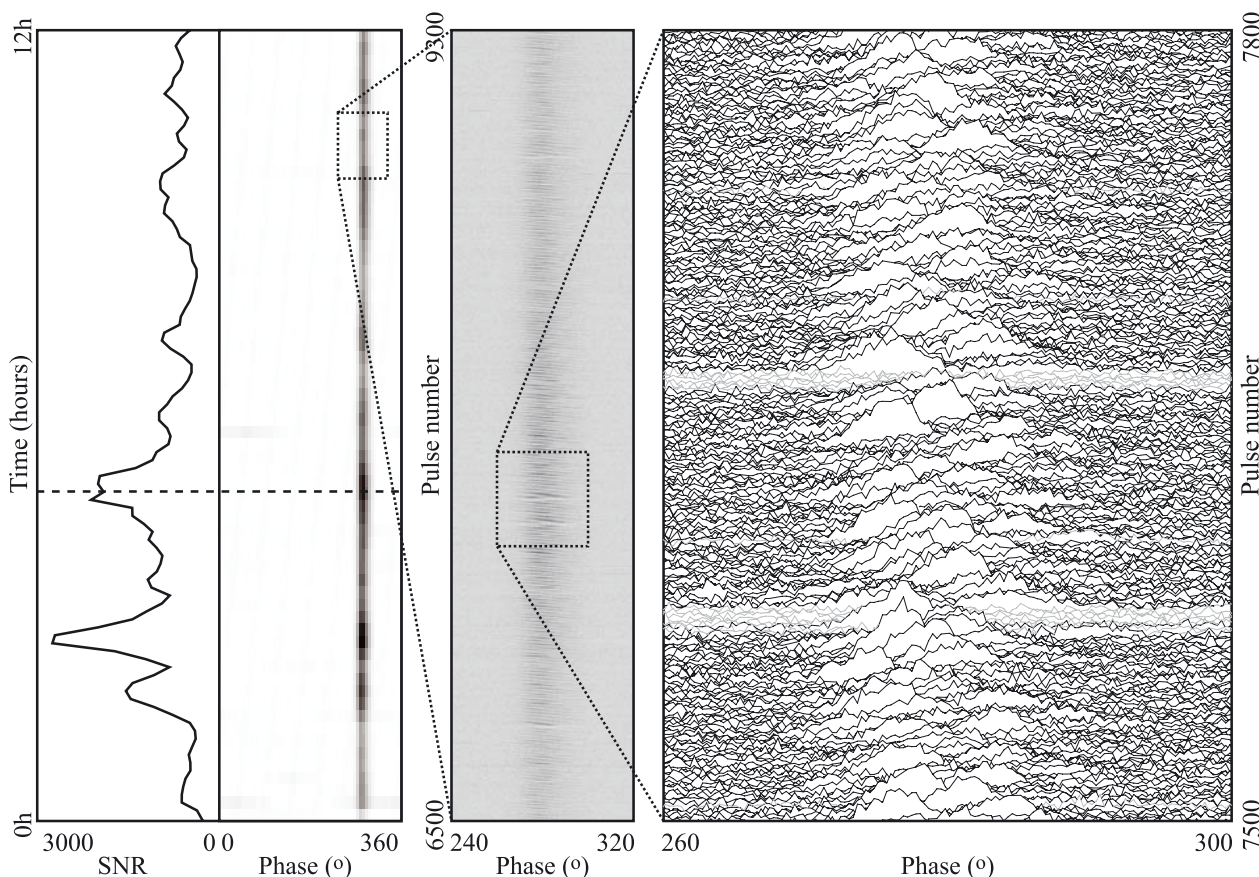 12h
Time (hours)
0h
3000
0
SNR
0
360
Phase (o)
9300
Pulse number
6500
240
320
Phase (o)
7800
Pulse number
7500
260
300
Phase (o)